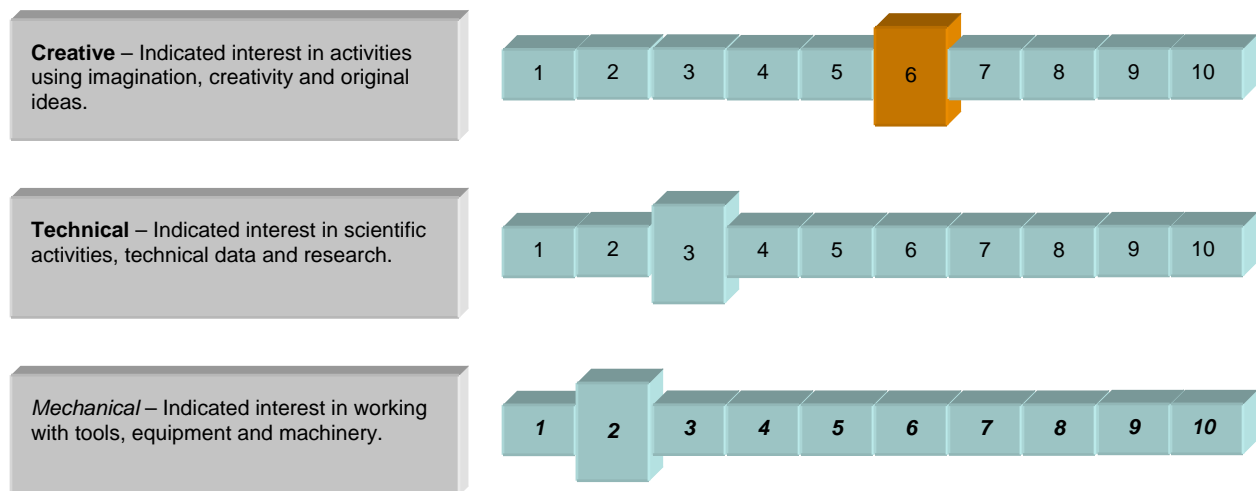 Creative – Indicated interest in activities
using imagination, creativity and original
ideas.
1 2 3 4 5 6 7 8 9 10
Technical – Indicated interest in scientific
activities, technical data and research.
1 2 3 4 5 6 7 8 9 10
Mechanical – Indicated interest in working
with tools, equipment and machinery.
1 2 3 4 5 6 7 8 9 10